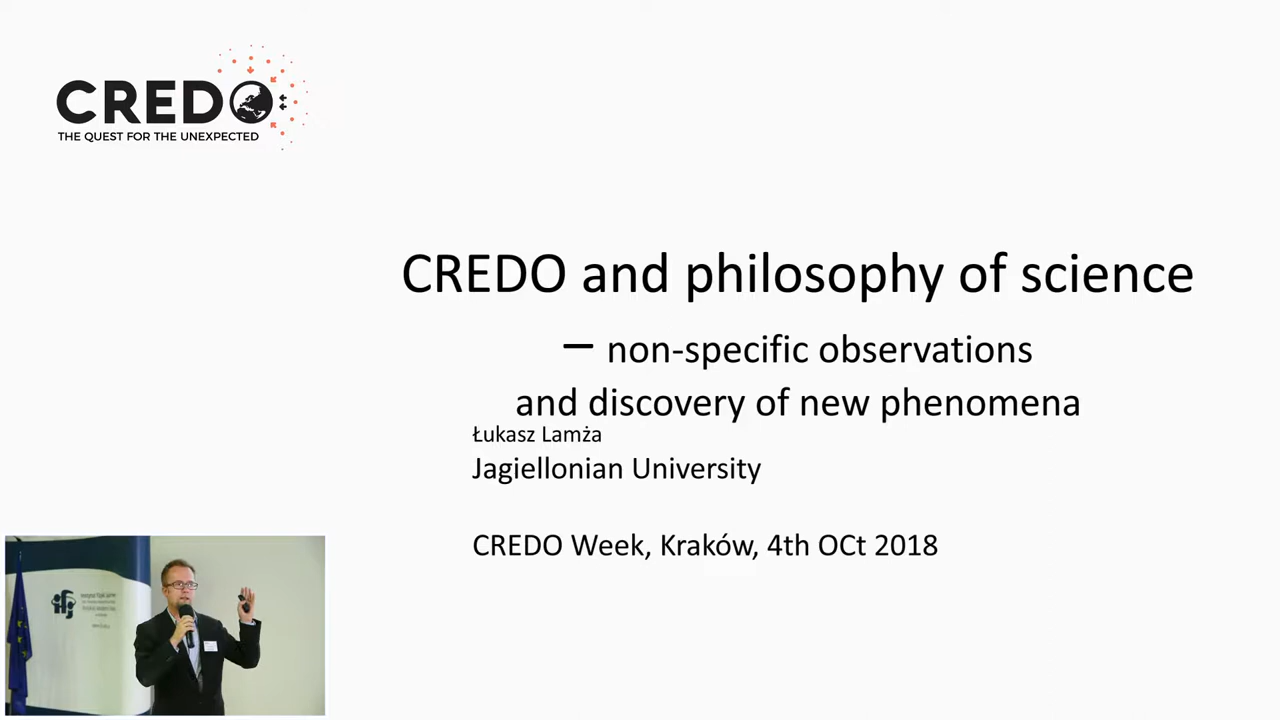 CREDO
THE QUEST FOR THE UNEXPECTED
CREDO and philosophy of science
– non-specific observations
and discovery of new phenomena
Łukasz Lamża
Jagiellonian University
CREDO Week, Kraków, 4th OCt 2018
ifj